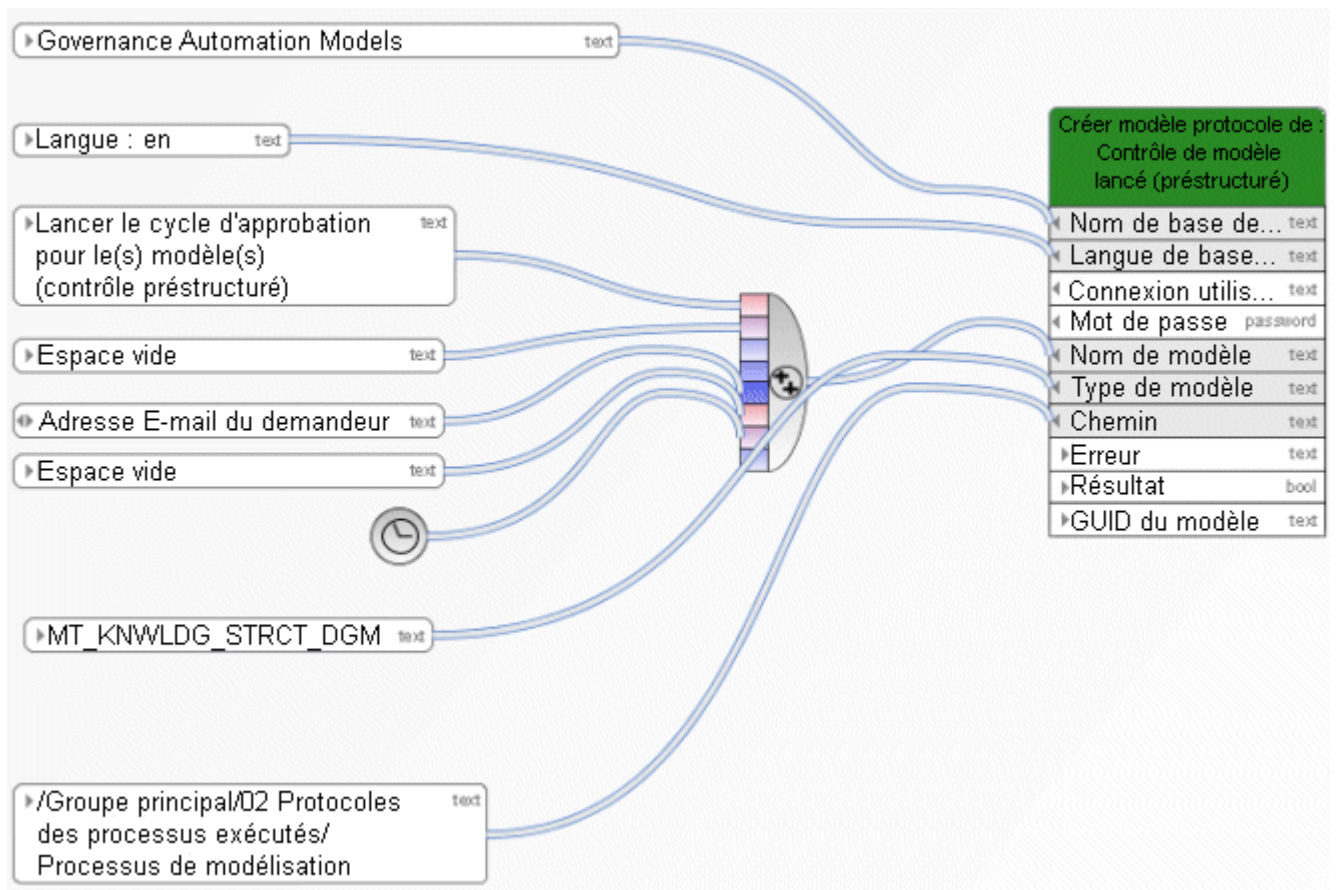 Governance Automation Models text
Langue : en text
Lancer le cycle d'approbation text
pour le(s) modèle(s)
(contrôle préstructuré)
Espace vide text
Adresse E-mail du demandeur text
Espace vide text
MT_KNWLDG_STRCT_DGM text
/Groupe principal/02 Protocoles text
des processus exécutés/
Processus de modélisation
Créer modèle protocole de :
Contrôle de modèle
lancé (préstructuré)
Nom de base de... text
Langue de base... text
Connexion utilis... text
Mot de passe password
Nom de modèle text
Type de modèle text
Chemin text
Erreur text
Résultat bool
GUID du modèle text